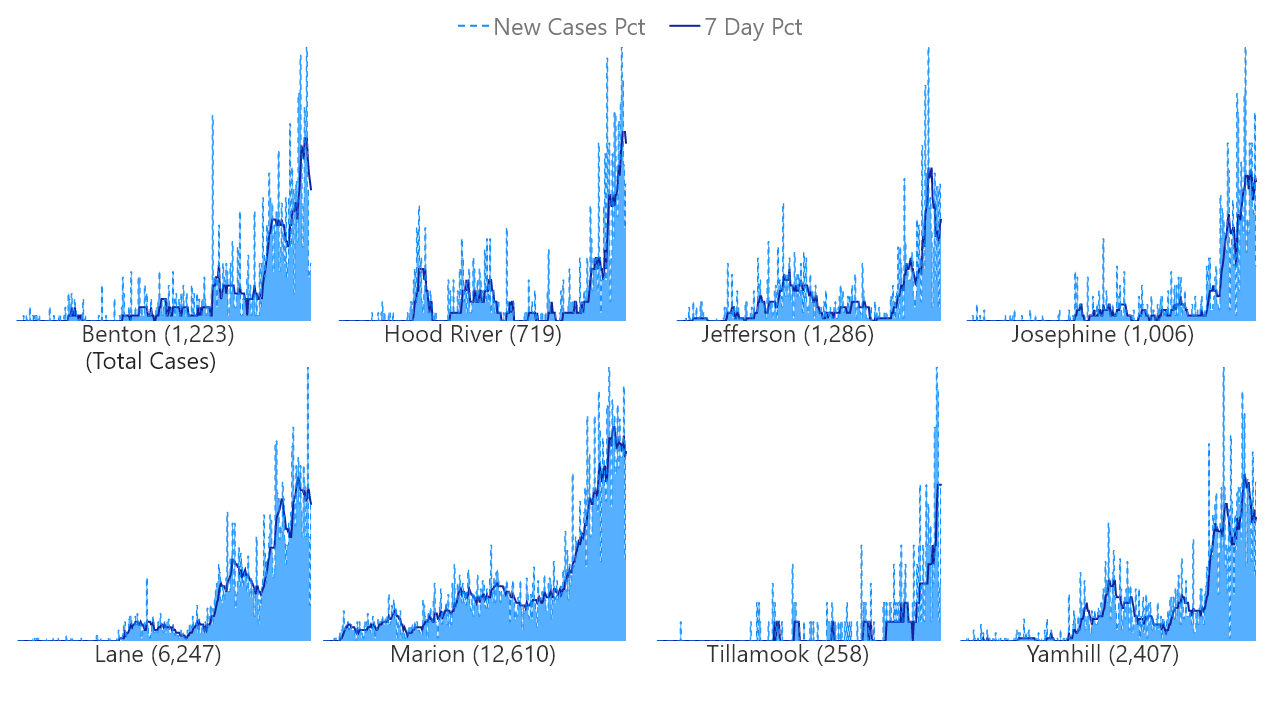 New Cases Pct 7 Day Pct
Benton (1,223) Hood River (719) Jefferson (1,286) Josephine (1,006)
(Total Cases)
Lane (6,247) Marion (12,610) Tillamook (258) Yamhill (2,407)